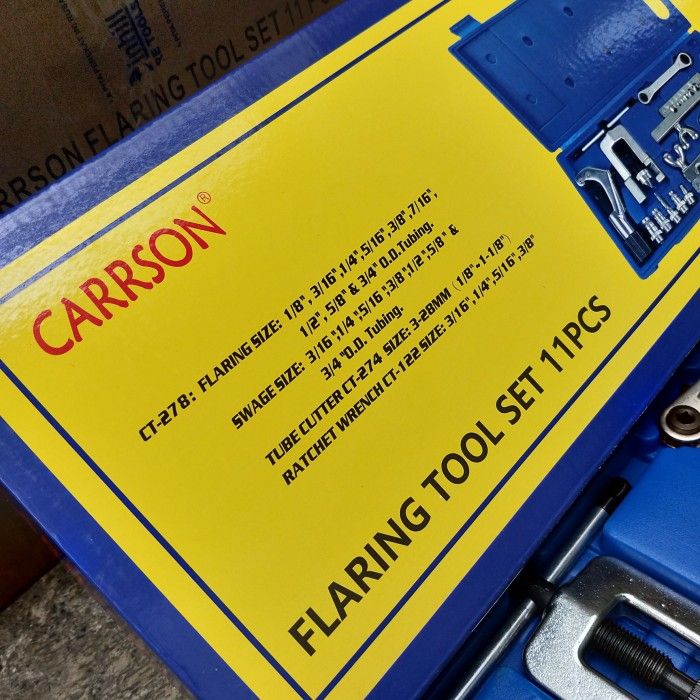 CARRSON®
CT-278: FLARING SIZE: 1/8", 3/16",1/4",5/16",3/8",7/16",
1/2", 5/8" & 3/4" O.D.Tubing.
SWAGE SIZE: 3/16",1/4",5/16",3/8",1/2",5/8" &
3/4 "O.D. Tubing.
TUBE CUTTER CT-274 SIZE: 3-28MM (1/8"-1-1/8")
RATCHET WRENCH CT-122 SIZE: 3/16",1/4",5/16",3/8"
FLARING TOOL SET 11PCS
RRSON FLARING TOOL SET 11 PC
TOOLS